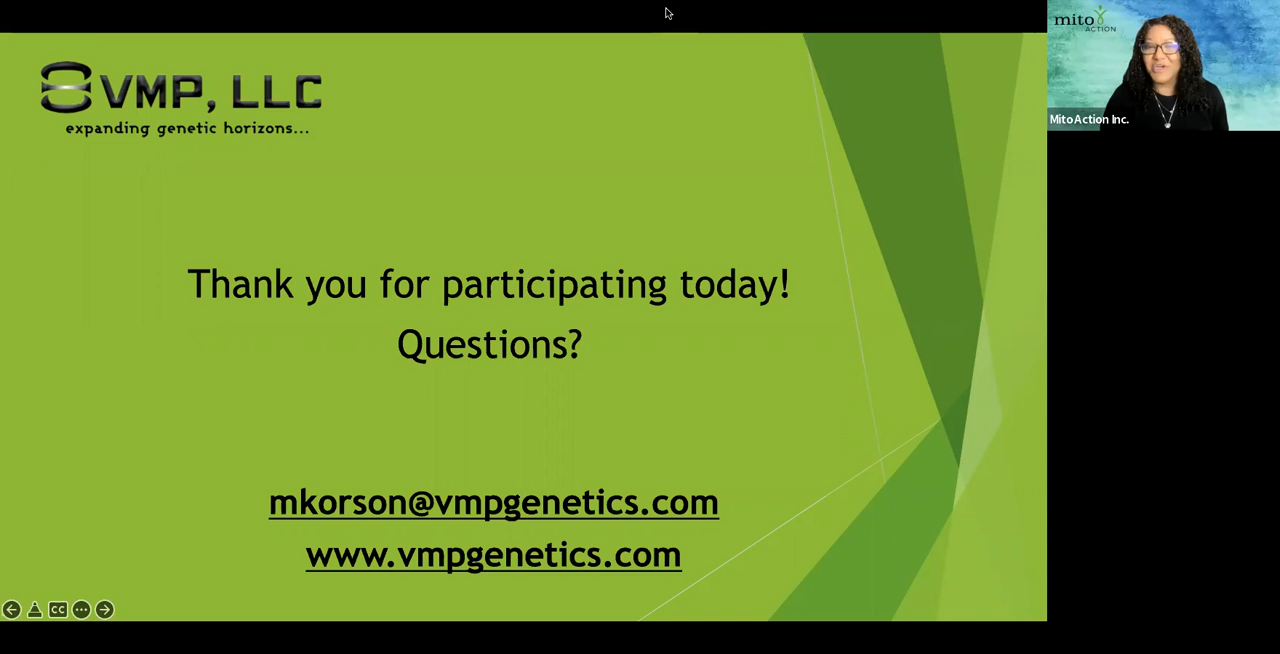 VMP, LLC
expanding genetic horizons...
Thank you for participating today!
Questions?
mkorson@vmpgenetics.com
www.vmpgenetics.com
CC
mito
ACTION
MitoAction Inc.